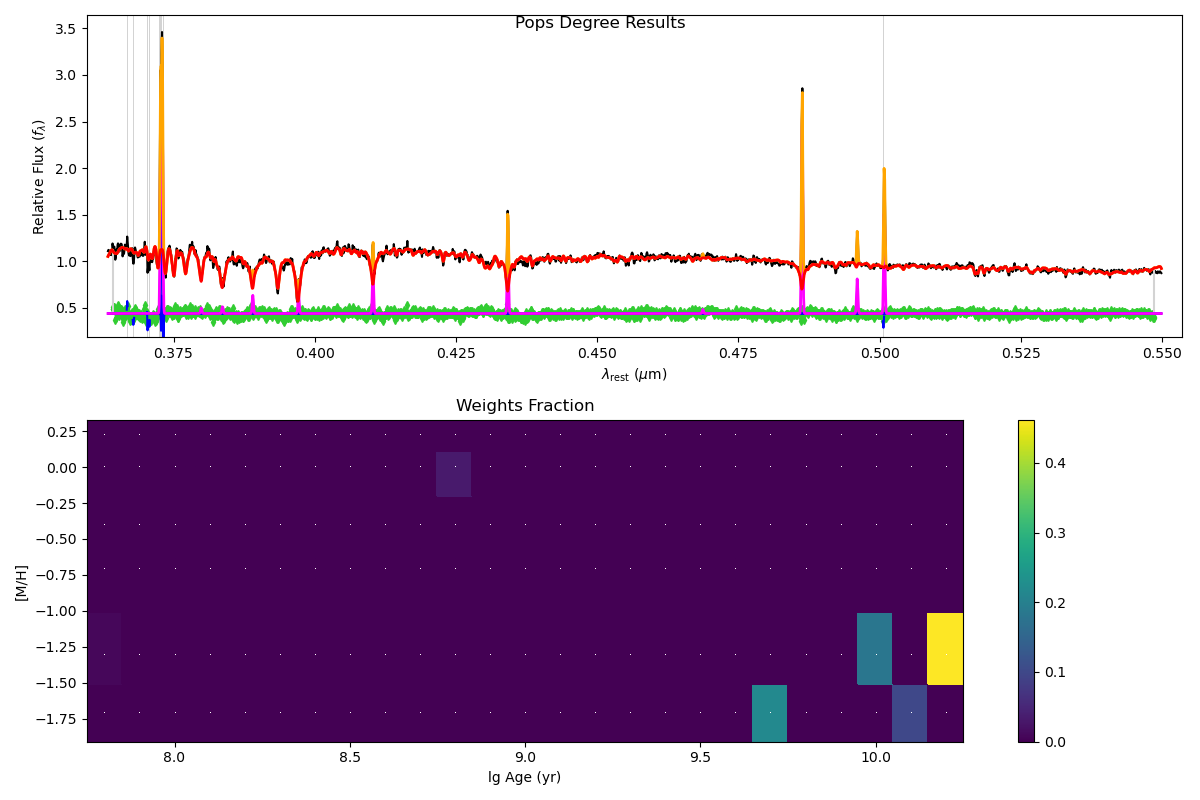 Pops Degree Results
Relative Flux (fλ)
3.5
3.0
2.5
2.0
1.5
1.0
0.5
0.375 0.400 0.425 0.450 0.475 0.500 0.525 0.550
λrest (μm)
Weights Fraction
[M/H]
0.25
0.00
−0.25
−0.50
−0.75
−1.00
−1.25
−1.50
−1.75
8.0 8.5 9.0 9.5 10.0
lg Age (yr)
0.4
0.3
0.2
0.1
0.0